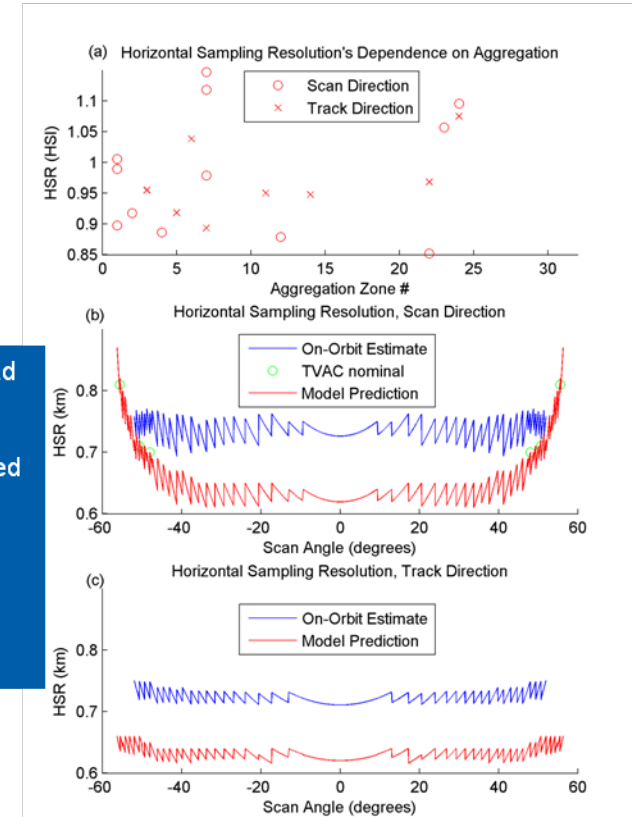 (a) Horizontal Sampling Resolution's Dependence on Aggregation
Scan Direction
Track Direction
HSR (HSI)
1.1
1.05
1
0.95
0.9
0.85
0 5 10 15 20 25 30
Aggregation Zone #
(b) Horizontal Sampling Resolution, Scan Direction
On-Orbit Estimate
TVAC nominal
Model Prediction
HSR (km)
0.8
0.7
0.6
-60 -40 -20 0 20 40 60
Scan Angle (degrees)
(c) Horizontal Sampling Resolution, Track Direction
On-Orbit Estimate
Model Prediction
HSR (km)
0.8
0.7
0.6
-60 -40 -20 0 20 40 60
Scan Angle (degrees)